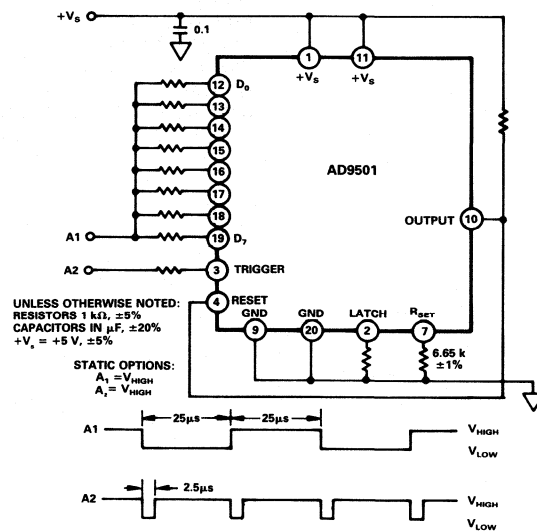 +VS
0.1
1
11
+VS
+VS
12 D0
13
14
15
16
17
18
A1
19 D7
AD9501
OUTPUT 10
A2
3 TRIGGER
4 RESET
GND
GND
LATCH
RSET
9
20
2
7
UNLESS OTHERWISE NOTED:
RESISTORS 1 kΩ, ±5%
CAPACITORS IN μF, ±20%
+Vs = +5 V, ±5%
6.65 k
±1%
STATIC OPTIONS:
A1 =VHIGH
A2= VHIGH
25μs
25μs
A1
VHIGH
VLOW
2.5μs
A2
VHIGH
VLOW